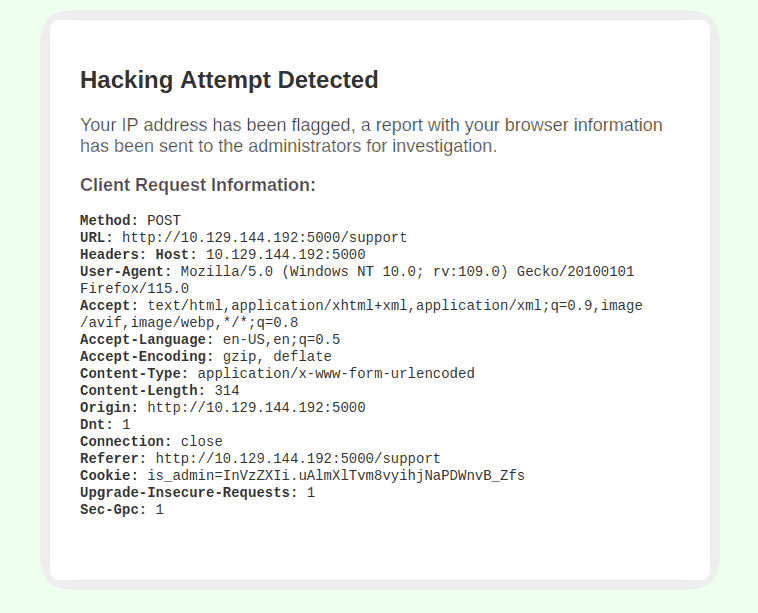 Hacking Attempt Detected
Your IP address has been flagged, a report with your browser information
has been sent to the administrators for investigation.
Client Request Information:
Method: POST
URL: http://10.129.144.192:5000/support
Headers: Host: 10.129.144.192:5000
User-Agent: Mozilla/5.0 (Windows NT 10.0; rv:109.0) Gecko/20100101
Firefox/115.0
Accept: text/html,application/xhtml+xml,application/xml;q=0.9,image
/avif,image/webp,*/*;q=0.8
Accept-Language: en-US,en;q=0.5
Accept-Encoding: gzip, deflate
Content-Type: application/x-www-form-urlencoded
Content-Length: 314
Origin: http://10.129.144.192:5000
Dnt: 1
Connection: close
Referer: http://10.129.144.192:5000/support
Cookie: is_admin=InVzZXIi.uAlmXlTvm8vyihjNaPDWnvB_Zfs
Upgrade-Insecure-Requests: 1
Sec-Gpc: 1